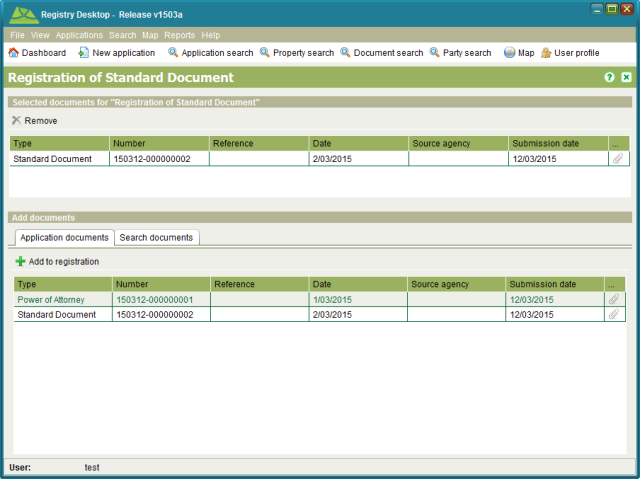 Registry Desktop - Release v1503a
File View Applications Search Map Reports Help
Dashboard New application Application search Property search Document search Party search Map User profile
Registration of Standard Document
Selected documents for "Registration of Standard Document"
Remove
Type Number Reference Date Source agency Submission date ...
Standard Document 150312-000000002 2/03/2015 12/03/2015
Add documents
Application documents Search documents
Add to registration
Type Number Reference Date Source agency Submission date ...
Power of Attorney 150312-000000001 1/03/2015 12/03/2015
Standard Document 150312-000000002 2/03/2015 12/03/2015
User: test